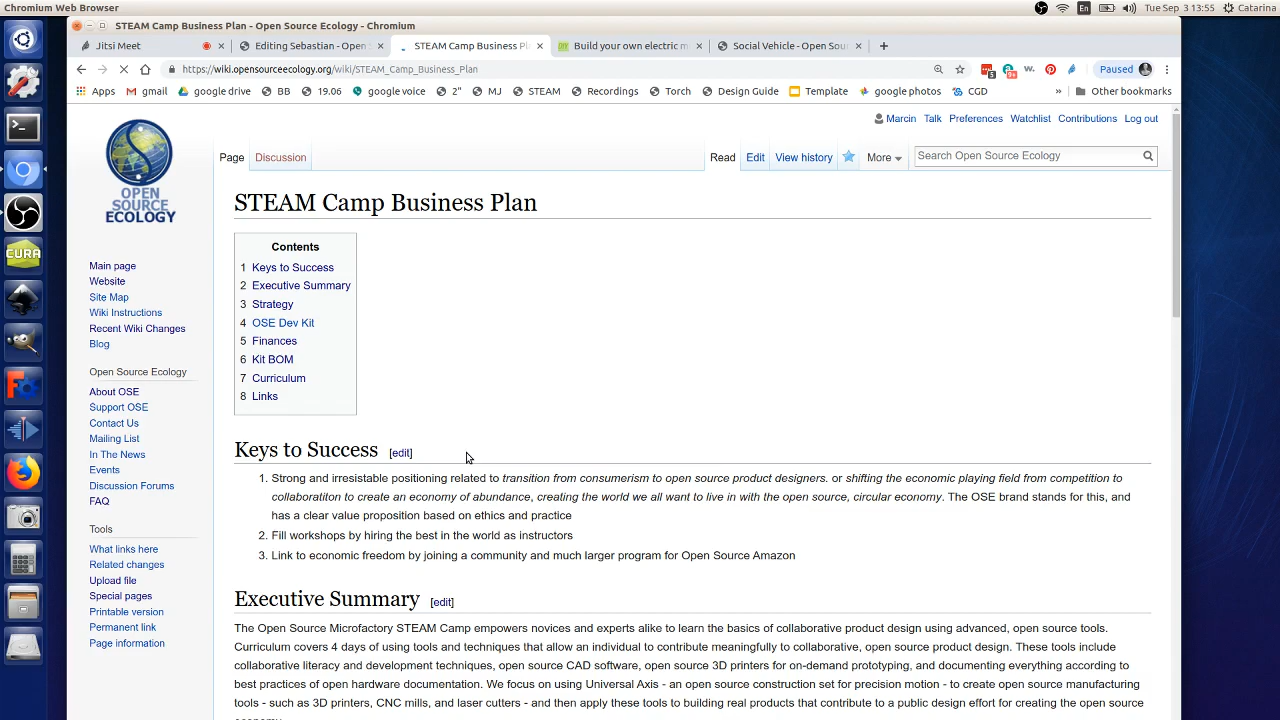 Chromium Web Browser
En
Tue Sep 3 13:55
Catarina
STEAM Camp Business Plan - Open Source Ecology - Chromium
Jitsi Meet
Editing Sebastian - Open S
STEAM Camp Business Pl
Build your own electric m
Social Vehicle - Open Sour
https://wiki.opensourceecology.org/wiki/STEAM_Camp_Business_Plan
5
9+
w.
Paused
Apps
gmail
google drive
BB
19.06
google voice
2"
MJ
STEAM
Recordings
Torch
Design Guide
Template
google photos
CGD
»
Other bookmarks
Marcin
Talk
Preferences
Watchlist
Contributions
Log out
Page
Discussion
Read
Edit
View history
More
Search Open Source Ecology
OPEN
SOURCE
ECOLOGY
CURA
Main page
Website
Site Map
Wiki Instructions
Recent Wiki Changes
Blog
Open Source Ecology
About OSE
Support OSE
Contact Us
Mailing List
In The News
Events
Discussion Forums
FAQ
Tools
What links here
Related changes
Upload file
Special pages
Printable version
Permanent link
Page information
STEAM Camp Business Plan
Contents
1 Keys to Success
2 Executive Summary
3 Strategy
4 OSE Dev Kit
5 Finances
6 Kit BOM
7 Curriculum
8 Links
Keys to Success [edit]
1. Strong and irresistable positioning related to transition from consumerism to open source product designers. or shifting the economic playing field from competition to
collaboratiton to create an economy of abundance, creating the world we all want to live in with the open source, circular economy. The OSE brand stands for this, and
has a clear value proposition based on ethics and practice
2. Fill workshops by hiring the best in the world as instructors
3. Link to economic freedom by joining a community and much larger program for Open Source Amazon
Executive Summary [edit]
The Open Source Microfactory STEAM Camp empowers novices and experts alike to learn the basics of collaborative product design using advanced, open source tools.
Curriculum covers 4 days of using tools and techniques that allow an individual to contribute meaningfully to collaborative, open source product design. These tools include
collaborative literacy and development techniques, open source CAD software, open source 3D printers for on-demand prototyping, and documenting everything according to
best practices of open hardware documentation. We focus on using Universal Axis - an open source construction set for precision motion - to create open source manufacturing
tools - such as 3D printers, CNC mills, and laser cutters - and then apply these tools to building real products that contribute to a public design effort for creating the open source
economy.